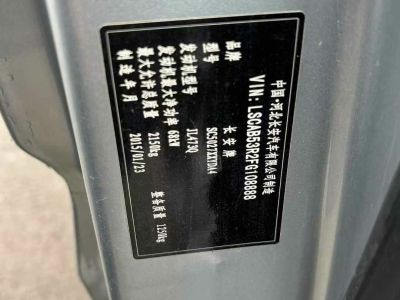 中国·河北长安汽车有限公司制造
VIN: LSCAB53R2FG108888
品牌 长安牌
型号 SC5027XXYDA4
发动机型号 JL473Q
发动机最大净功率 68kW
最大允许总质量 2150kg 整备质量 1250kg
制造年月 2015/01/23